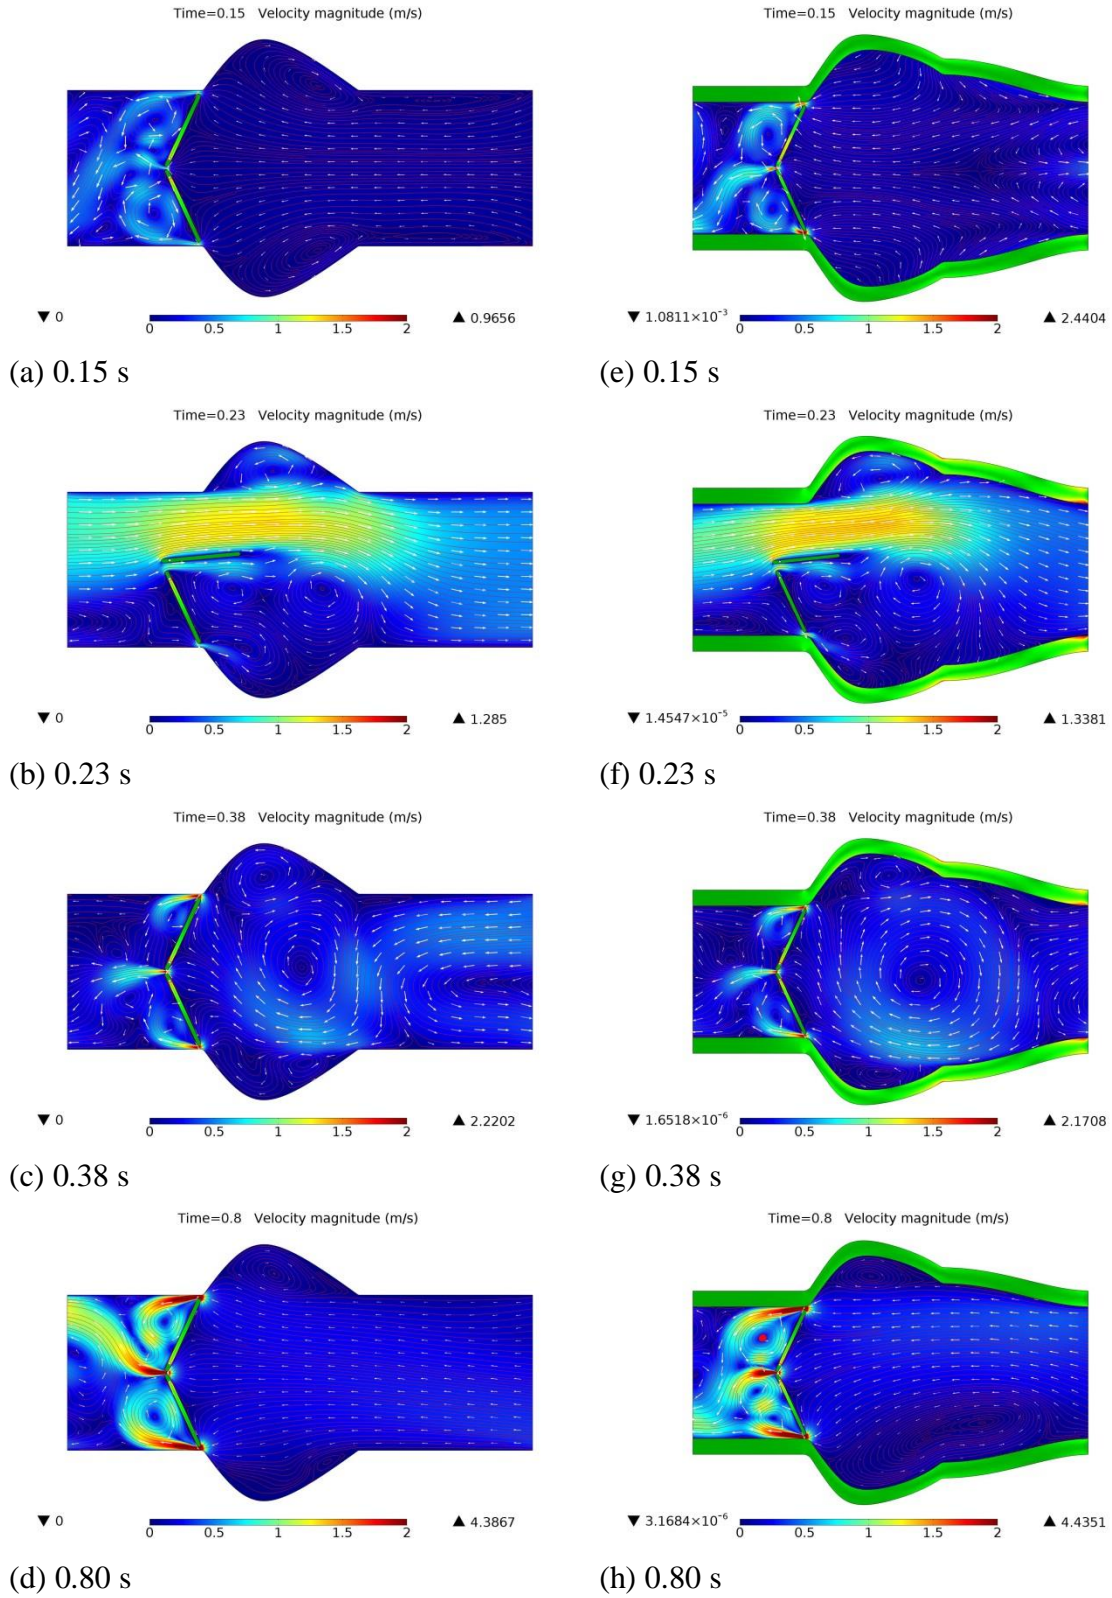 Time=0.15 Velocity magnitude (m/s)
▼ 0
0 0.5 1 1.5 2
▲ 0.9656
(a) 0.15 s
Time=0.15 Velocity magnitude (m/s)
▼ 1.0811×10⁻³
0 0.5 1 1.5 2
▲ 2.4404
(e) 0.15 s
Time=0.23 Velocity magnitude (m/s)
▼ 0
0 0.5 1 1.5 2
▲ 1.285
(b) 0.23 s
Time=0.23 Velocity magnitude (m/s)
▼ 1.4547×10⁻⁵
0 0.5 1 1.5 2
▲ 1.3381
(f) 0.23 s
Time=0.38 Velocity magnitude (m/s)
▼ 0
0 0.5 1 1.5 2
▲ 2.2202
(c) 0.38 s
Time=0.38 Velocity magnitude (m/s)
▼ 1.6518×10⁻⁶
0 0.5 1 1.5 2
▲ 2.1708
(g) 0.38 s
Time=0.8 Velocity magnitude (m/s)
▼ 0
0 0.5 1 1.5 2
▲ 4.3867
(d) 0.80 s
Time=0.8 Velocity magnitude (m/s)
▼ 3.1684×10⁻⁶
0 0.5 1 1.5 2
▲ 4.4351
(h) 0.80 s